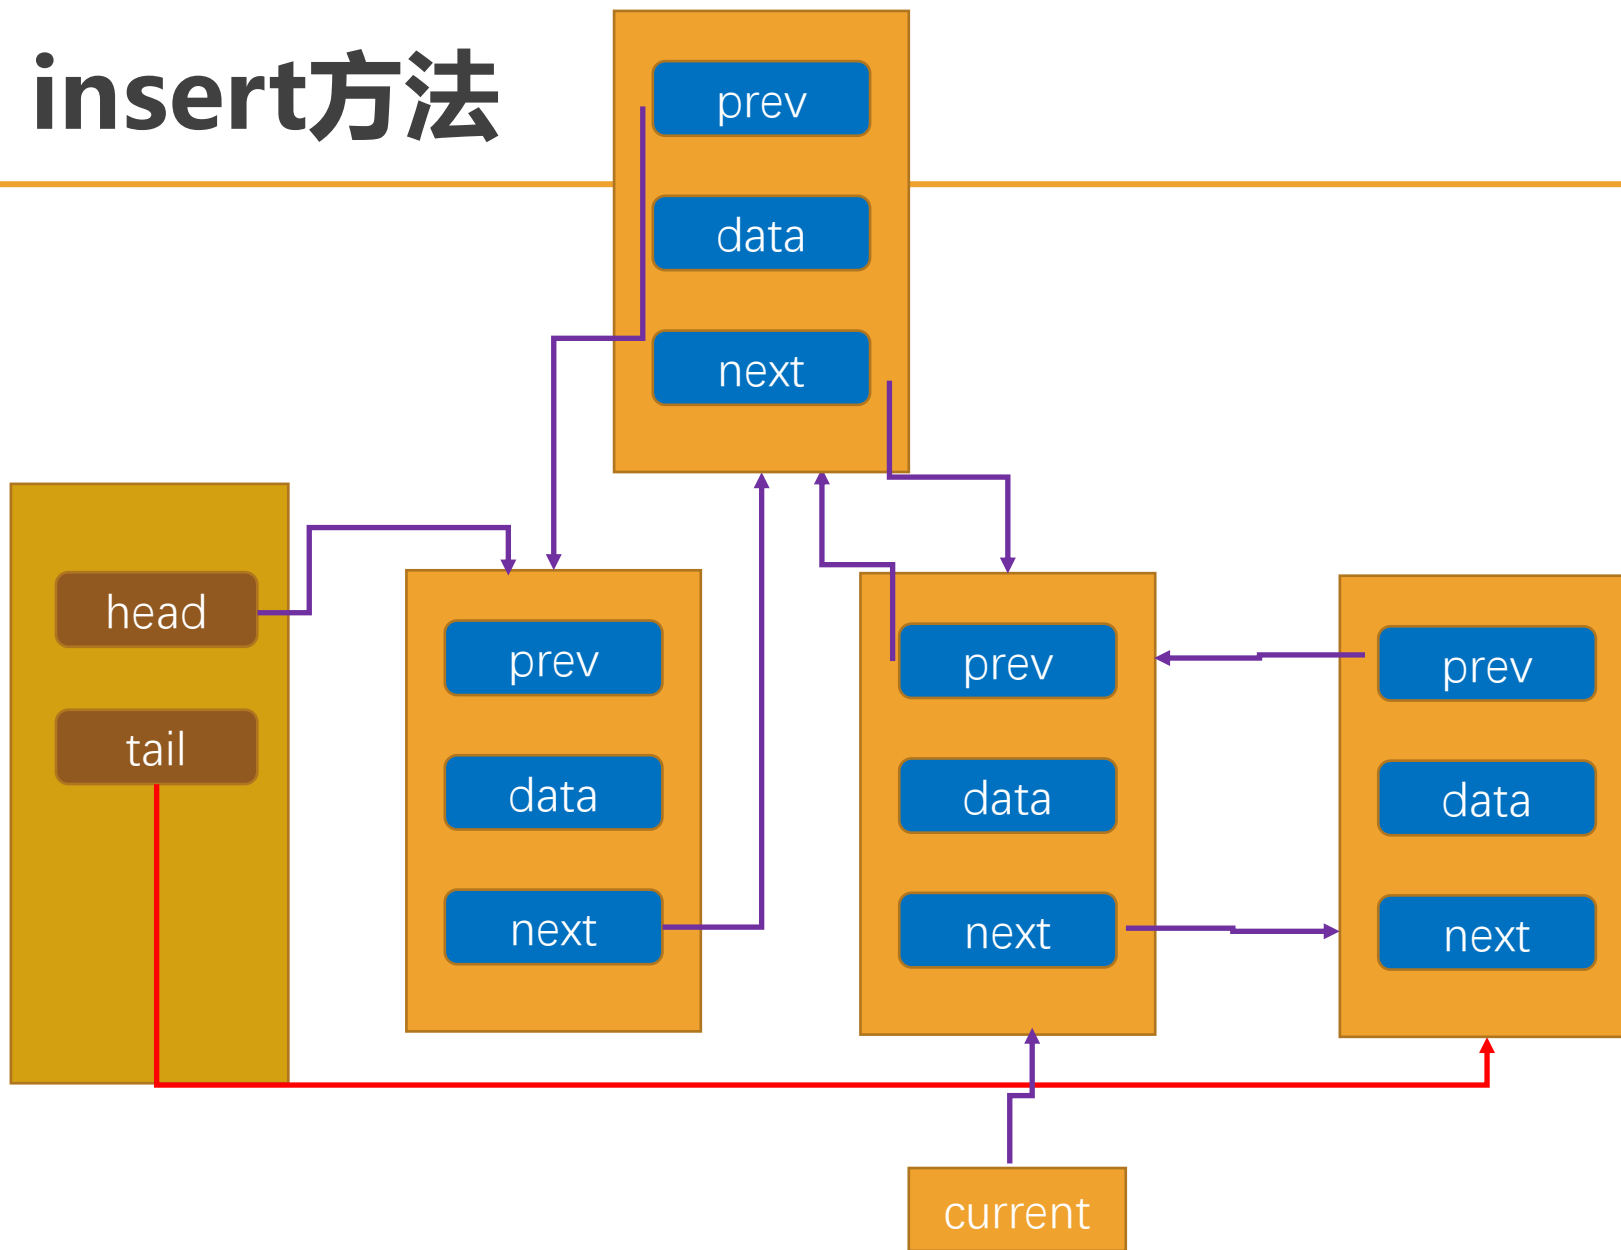 insert方法
prev
data
next
head
tail
prev
data
next
prev
data
next
prev
data
next
current